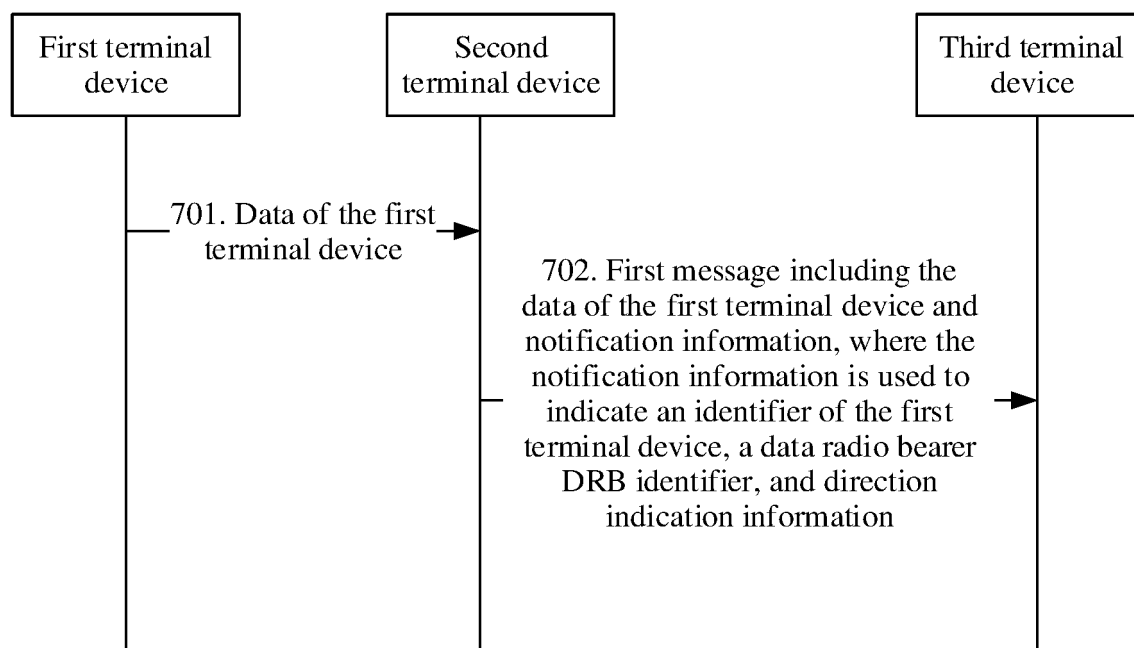 First terminal
device
Second
terminal device
Third terminal
device
701. Data of the first
terminal device
702. First message including the
data of the first terminal device and
notification information, where the
notification information is used to
indicate an identifier of the first
terminal device, a data radio bearer
DRB identifier, and direction
indication information